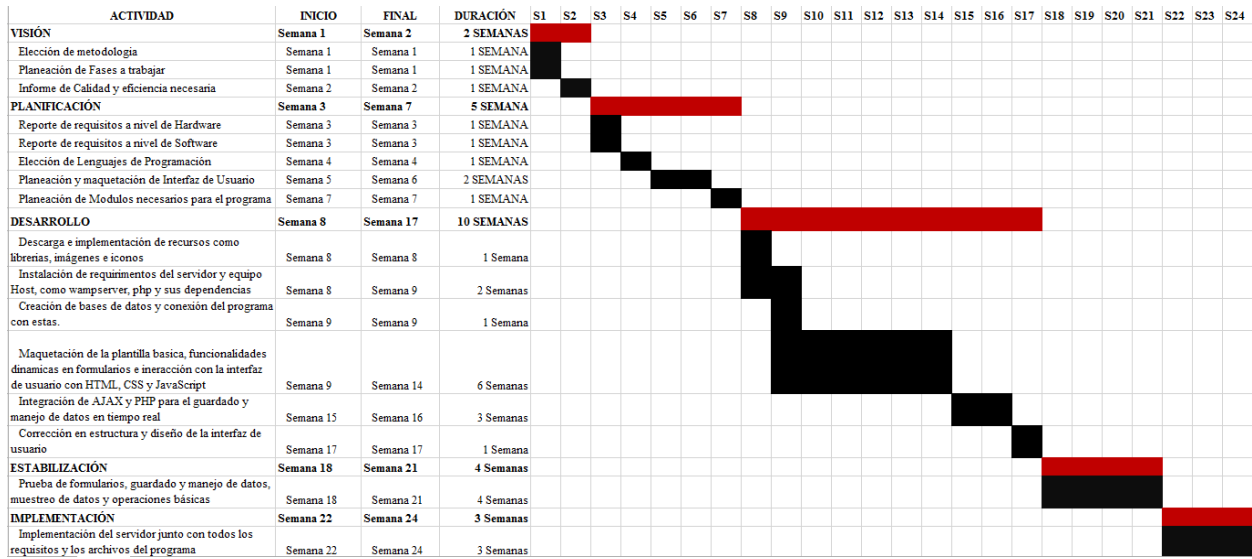 ACTIVIDAD INICIO FINAL DURACIÓN S1 S2 S3 S4 S5 S6 S7 S8 S9 S10 S11 S12 S13 S14 S15 S16 S17 S18 S19 S20 S21 S22 S23 S24
VISIÓN Semana 1 Semana 2 2 SEMANAS
Elección de metodologia Semana 1 Semana 1 1 SEMANA
Planeación de Fases a trabajar Semana 1 Semana 1 1 SEMANA
Informe de Calidad y eficiencia necesaria Semana 2 Semana 2 1 SEMANA
PLANIFICACIÓN Semana 3 Semana 7 5 SEMANA
Reporte de requisitos a nivel de Hardware Semana 3 Semana 3 1 SEMANA
Reporte de requisitos a nivel de Software Semana 3 Semana 3 1 SEMANA
Elección de Lenguajes de Programación Semana 4 Semana 4 1 SEMANA
Planeación y maquetación de Interfaz de Usuario Semana 5 Semana 6 2 SEMANAS
Planeación de Modulos necesarios para el programa Semana 7 Semana 7 1 SEMANA
DESARROLLO Semana 8 Semana 17 10 SEMANAS
Descarga e implementación de recursos como
librerias, imágenes e iconos Semana 8 Semana 8 1 Semana
Instalación de requirimentos del servidor y equipo
Host, como wampserver, php y sus dependencias Semana 8 Semana 9 2 Semanas
Creación de bases de datos y conexión del programa
con estas. Semana 9 Semana 9 1 Semana
Maquetación de la plantilla basica, funcionalidades
dinamicas en formularios e ineracción con la interfaz
de usuario con HTML, CSS y JavaScript Semana 9 Semana 14 6 Semanas
Integración de AJAX y PHP para el guardado y
manejo de datos en tiempo real Semana 15 Semana 16 3 Semanas
Corrección en estructura y diseño de la interfaz de
usuario Semana 17 Semana 17 1 Semana
ESTABILIZACIÓN Semana 18 Semana 21 4 Semanas
Prueba de formularios, guardado y manejo de datos,
muestreo de datos y operaciones básicas Semana 18 Semana 21 4 Semanas
IMPLEMENTACIÓN Semana 22 Semana 24 3 Semanas
Implementación del servidor junto con todos los
requisitos y los archivos del programa Semana 22 Semana 24 3 Semanas